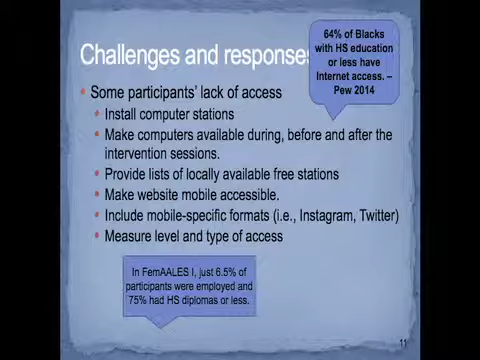 Challenges and responses
64% of Blacks
with HS education
or less have
Internet access. –
Pew 2014
Some participants' lack of access
Install computer stations
Make computers available during, before and after the
intervention sessions.
Provide lists of locally available free stations
Make website mobile accessible.
Include mobile-specific formats (i.e., Instagram, Twitter)
Measure level and type of access
In FemAALES I, just 6.5% of
participants were employed and
75% had HS diplomas or less.
11